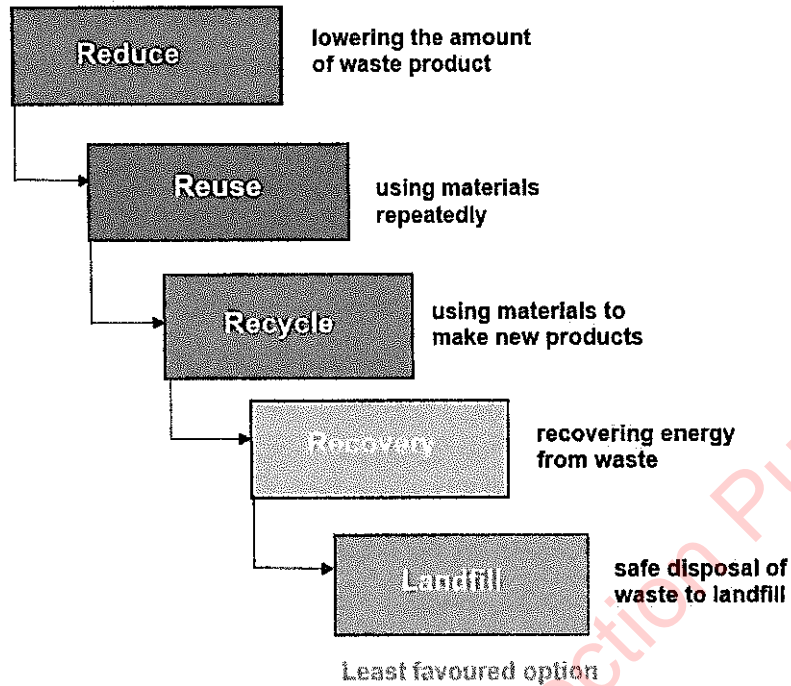 Reduce
lowering the amount
of waste product
Reuse
using materials
repeatedly
Recycle
using materials to
make new products
Recovery
recovering energy
from waste
Landfill
safe disposal of
waste to landfill
Least favoured option